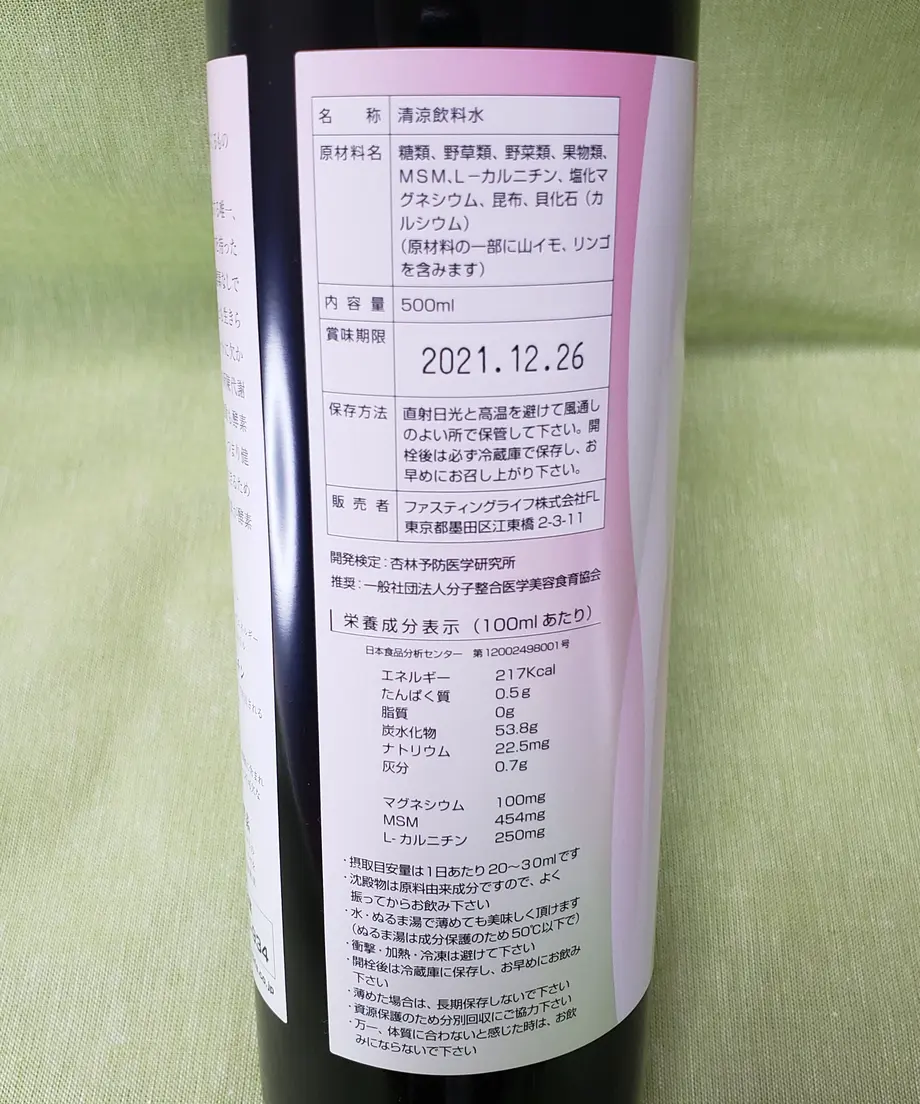 名称 清涼飲料水
原材料名 糖類、野草類、野菜類、果物類、
MSM、L-カルニチン、塩化マ
グネシウム、昆布、貝化石（カ
ルシウム）
（原材料の一部に山イモ、リンゴ
を含みます）
内容量 500ml
賞味期限
2021.12.26
保存方法 直射日光と高温を避けて風通し
のよい所で保管して下さい。開
栓後は必ず冷蔵庫で保存し、お
早めにお召し上がり下さい。
販売者 ファスティングライフ株式会社FL
東京都墨田区江東橋 2-3-11
開発検定：杏林予防医学研究所
推奨：一般社団法人分子整合医学美容食育協会
栄養成分表示（100mlあたり）
日本食品分析センター 第12002498001号
エネルギー 217Kcal
たんぱく質 0.5g
脂質 0g
炭水化物 53.8g
ナトリウム 22.5mg
灰分 0.7g
マグネシウム 100mg
MSM 454mg
L-カルニチン 250mg
・摂取目安量は1日あたり20～30mlです
・沈殿物は原料由来成分ですので、よく
振ってからお飲み下さい
・水・ぬるま湯で薄めても美味しく頂けます
（ぬるま湯は成分保護のため50℃以下で）
・衝撃・加熱・冷凍は避けて下さい
・開栓後は冷蔵庫に保存し、お早めにお飲み
下さい
・薄めた場合は、長期保存しないで下さい
・資源保護のため分別回収にご協力下さい
・万一、体質に合わないと感じた時は、お飲
みにならないで下さい